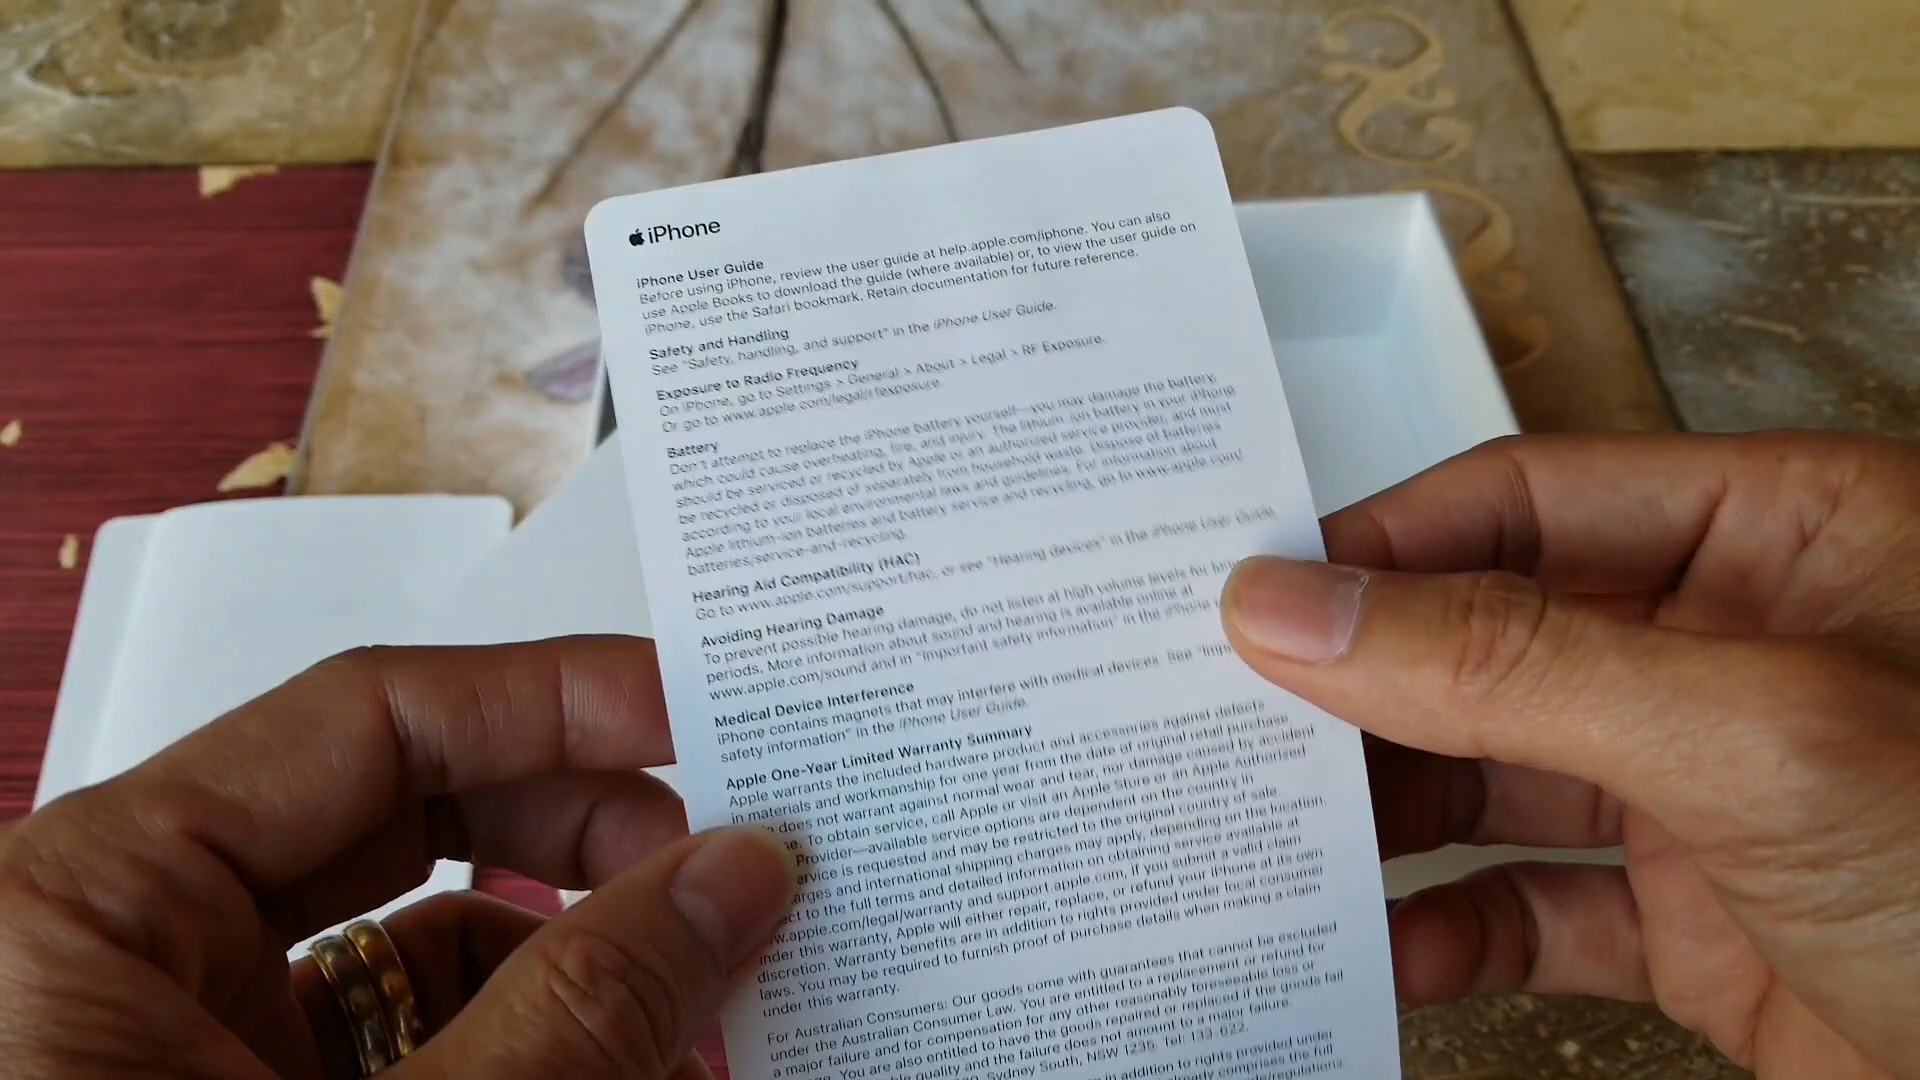 iPhone
iPhone User Guide
Before using iPhone, review the user guide at help.apple.com/iphone. You can also
use Apple Books to download the guide (where available) or, to view the user guide on
iPhone, use the Safari bookmark. Retain documentation for future reference.
Safety and Handling
See "Safety, handling, and support" in the iPhone User Guide.
Exposure to Radio Frequency
On iPhone, go to Settings > General > About > Legal > RF Exposure.
Or go to www.apple.com/legal/rfexposure.
Battery
Don't attempt to replace the iPhone battery yourself—you may damage the battery,
which could cause overheating, fire, and injury. The lithium-ion battery in your iPhone
should be serviced or recycled by Apple or an authorized service provider, and must
be recycled or disposed of separately from household waste. Dispose of batteries
according to your local environmental laws and guidelines. For information about
Apple lithium-ion batteries and battery service and recycling, go to www.apple.com/
batteries/service-and-recycling.
Hearing Aid Compatibility (HAC)
Go to www.apple.com/support/hac, or see "Hearing devices" in the iPhone User Guide.
Avoiding Hearing Damage
To prevent possible hearing damage, do not listen at high volume levels for
periods. More information about sound and hearing is available online at
www.apple.com/sound and in "Important safety information" in the iPhone
Medical Device Interference
iPhone contains magnets that may interfere with medical devices. See
safety information" in the iPhone User Guide.
Apple One-Year Limited Warranty Summary
Apple warrants the included hardware product and accessories against defects
in materials and workmanship for one year from the date of original retail purchase.
does not warrant against normal wear and tear, nor damage caused by accident
To obtain service, call Apple or visit an Apple Store or an Apple Authorized
Provider—available service options are dependent on the country in
service is requested and may be restricted to the original country of sale.
and international shipping charges may apply, depending on the location.
to the full terms and detailed information on obtaining service available at
www.apple.com/legal/warranty and support.apple.com, if you submit a valid claim
under this warranty, Apple will either repair, replace, or refund your iPhone at its own
discretion. Warranty benefits are in addition to rights provided under local consumer
laws. You may be required to furnish proof of purchase details when making a claim
under this warranty.
For Australian Consumers: Our goods come with guarantees that cannot be excluded
under the Australian Consumer Law. You are entitled to a replacement or refund for
a major failure and for compensation for any other reasonably foreseeable loss or
You are also entitled to have the goods repaired or replaced if the goods fail
quality and the failure does not amount to a major failure.
Sydney South, NSW 1235. Tel: 133-622.
in addition to rights provided under
comprises the full